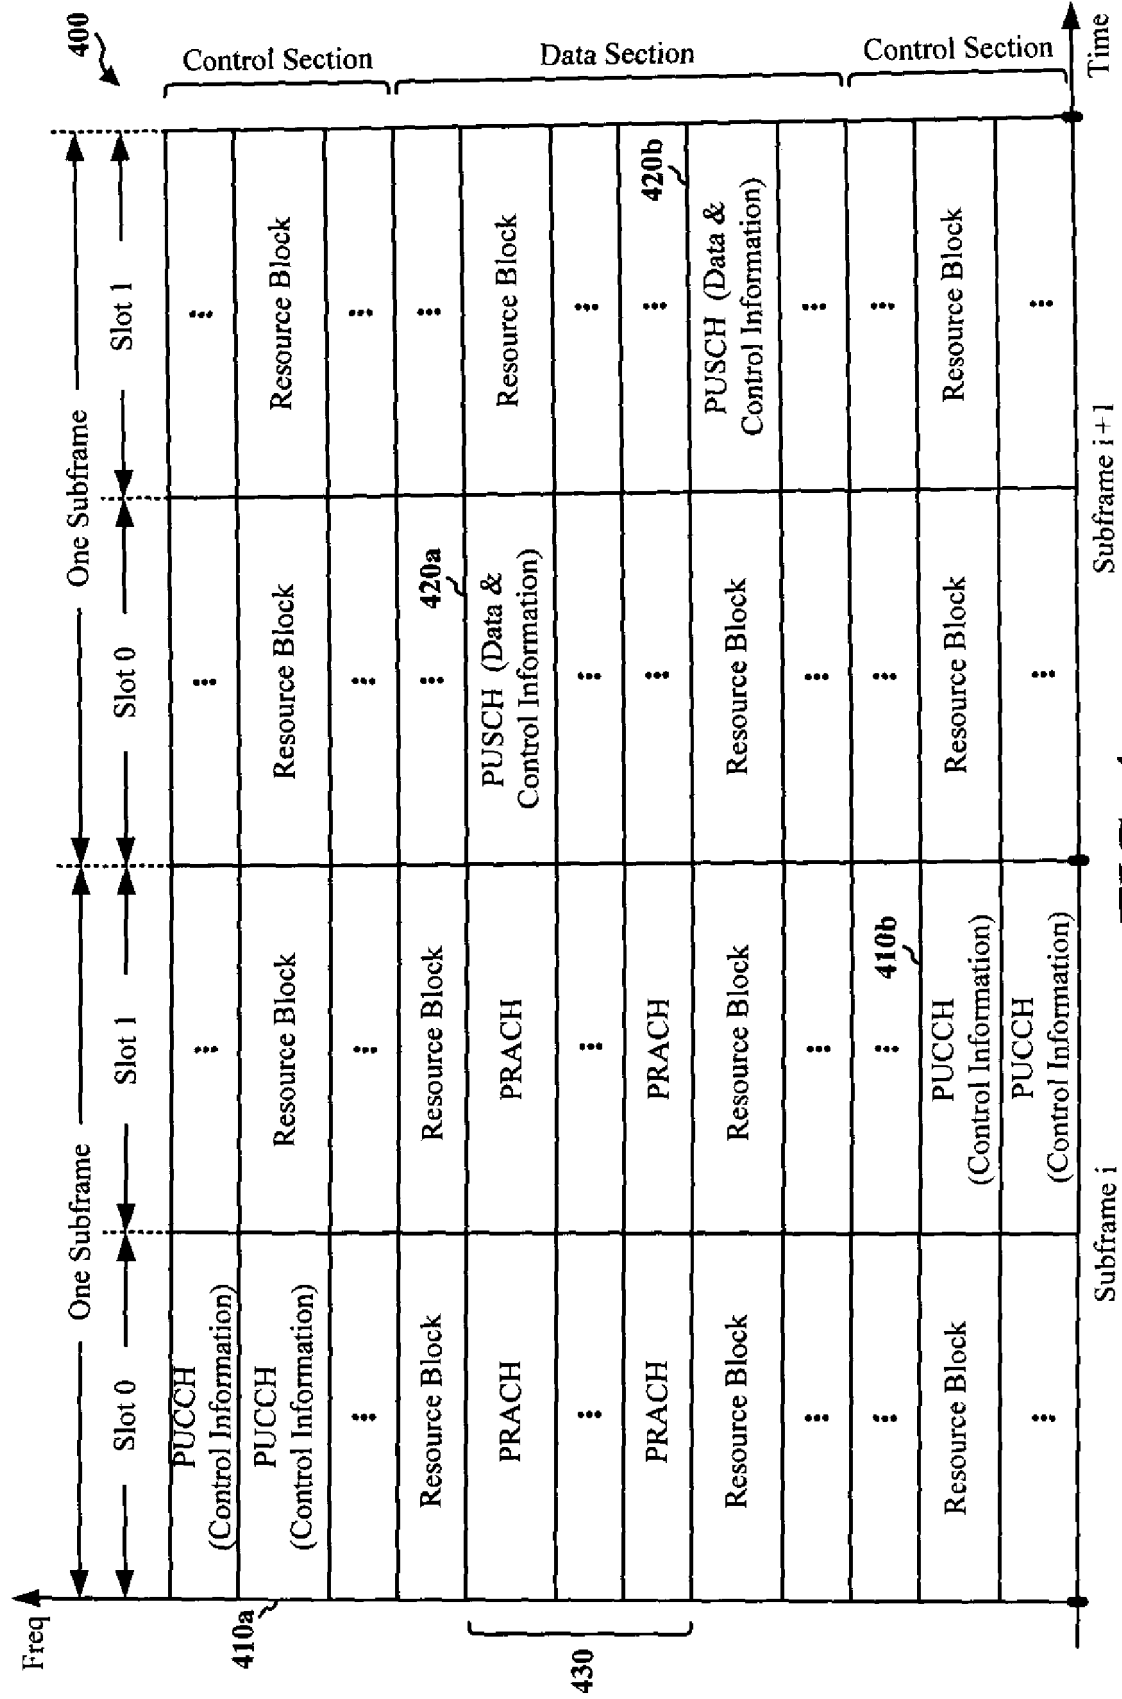 400
Freq
One Subframe
One Subframe
Slot 0
Slot 1
Slot 0
Slot 1
PUCCH
(Control Information)
...
...
...
Control Section
410a
PUCCH
(Control Information)
Resource Block
Resource Block
Resource Block
...
...
...
...
Resource Block
Resource Block
...
...
Data Section
430
PRACH
PRACH
420a
PUSCH (Data &
Control Information)
Resource Block
...
...
...
...
PRACH
PRACH
...
...
Resource Block
Resource Block
Resource Block
420b
PUSCH (Data &
Control Information)
...
...
...
...
...
...
...
...
Control Section
Resource Block
410b
PUCCH
(Control Information)
Resource Block
Resource Block
...
PUCCH
(Control Information)
...
...
Time
Subframe i
Subframe i+1